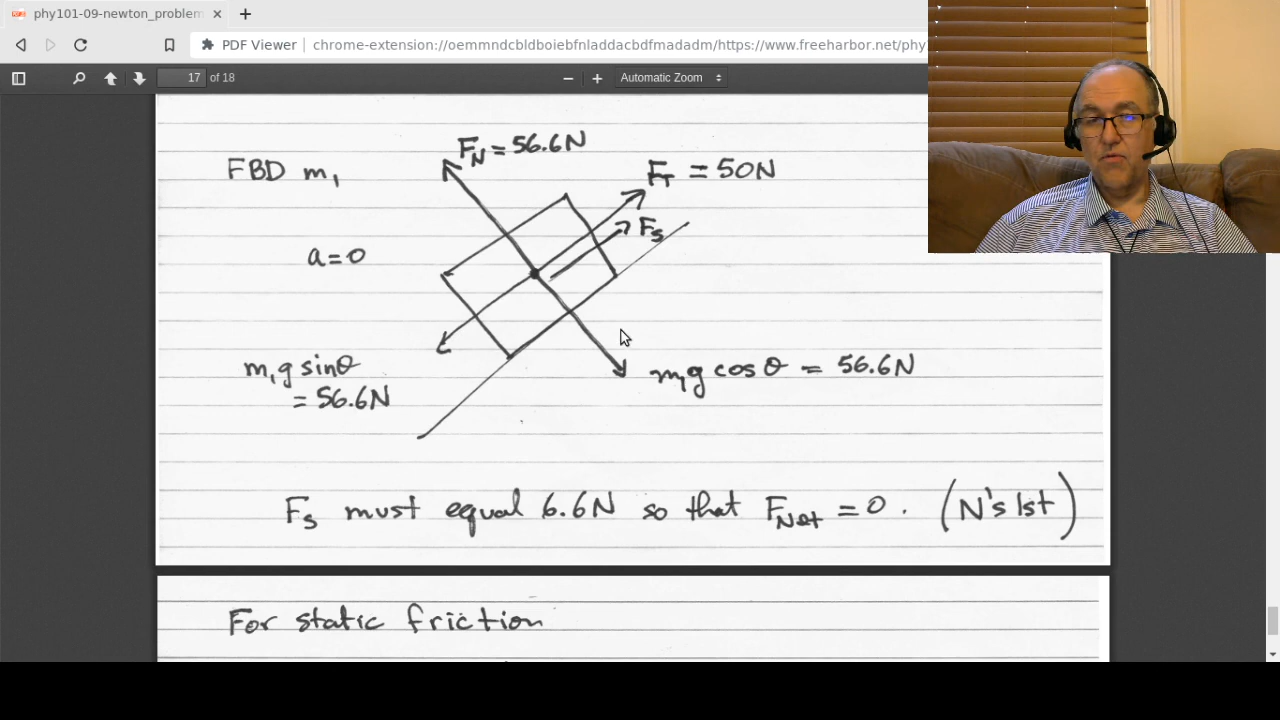 phy101-09-newton_problem
PDF Viewer chrome-extension://oemmndcbldboiebfnladdacbdfmadadm/https://www.freeharbor.net/phy
17 of 18
Automatic Zoom
FBD m₁
F_N = 56.6N
F_T = 50N
F_s
a = 0
m₁g sinθ
= 56.6N
m₁g cosθ = 56.6N
F_s must equal 6.6N so that F_Net = 0. (N's 1st)
For static friction